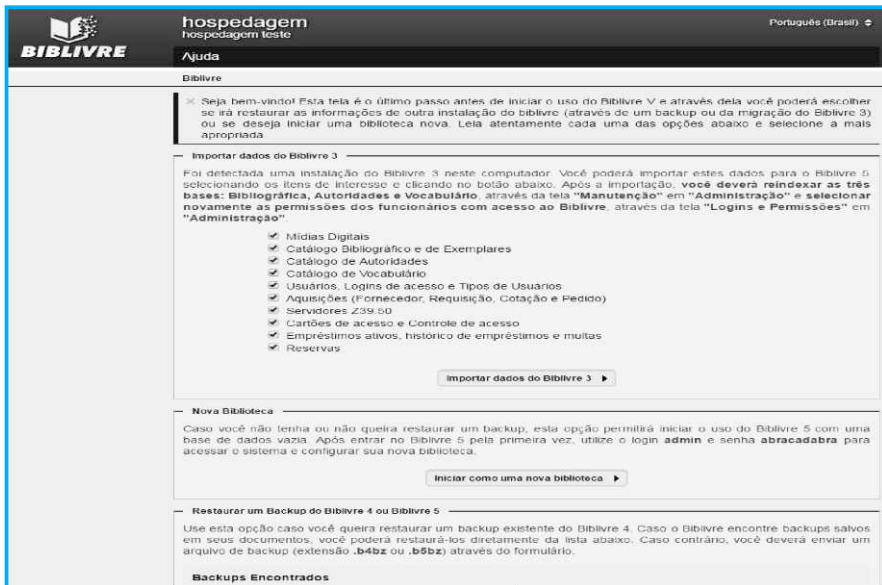 BIBLIVRE
hospedagem
hospedagem teste
Português (Brasil)
Ajuda
Biblivre
Seja bem-vindo! Esta tela é o último passo antes de iniciar o uso do Biblivre V e através dela você poderá escolher
se irá restaurar as informações de outra instalação do biblivre (através de um backup ou da migração do Biblivre 3)
ou se deseja iniciar uma biblioteca nova. Leia atentamente cada uma das opções abaixo e selecione a mais
apropriada
Importar dados do Biblivre 3
Foi detectada uma instalação do Biblivre 3 neste computador. Você poderá importar estes dados para o Biblivre 5
selecionando os itens de interesse e clicando no botão abaixo. Após a importação, você deverá reindexar as três
bases: Bibliográfica, Autoridades e Vocabulário, através da tela "Manutenção" em "Administração" e selecionar
novamente as permissões dos funcionários com acesso ao Biblivre, através da tela "Logins e Permissões" em
"Administração"
Mídias Digitais
Catálogo Bibliográfico e de Exemplares
Catálogo de Autoridades
Catálogo de Vocabulário
Usuários, Logins de acesso e Tipos de Usuários
Aquisições (Fornecedor, Requisição, Cotação e Pedido)
Servidores Z39.50
Cartões de acesso e Controle de acesso
Empréstimos ativos, histórico de empréstimos e multas
Reservas
Importar dados do Biblivre 3
Nova Biblioteca
Caso você não tenha ou não queira restaurar um backup, esta opção permitirá iniciar o uso do Biblivre 5 com uma
base de dados vazia. Após entrar no Biblivre 5 pela primeira vez, utilize o login admin e senha abracadabra para
acessar o sistema e configurar sua nova biblioteca.
Iniciar como uma nova biblioteca
Restaurar um Backup do Biblivre 4 ou Biblivre 5
Use esta opção caso você queira restaurar um backup existente do Biblivre 4. Caso o Biblivre encontre backups salvos
em seus documentos, você poderá restaurá-los diretamente da lista abaixo. Caso contrário, você deverá enviar um
arquivo de backup (extensão .b4bz ou .b5bz) através do formulário.
Backups Encontrados